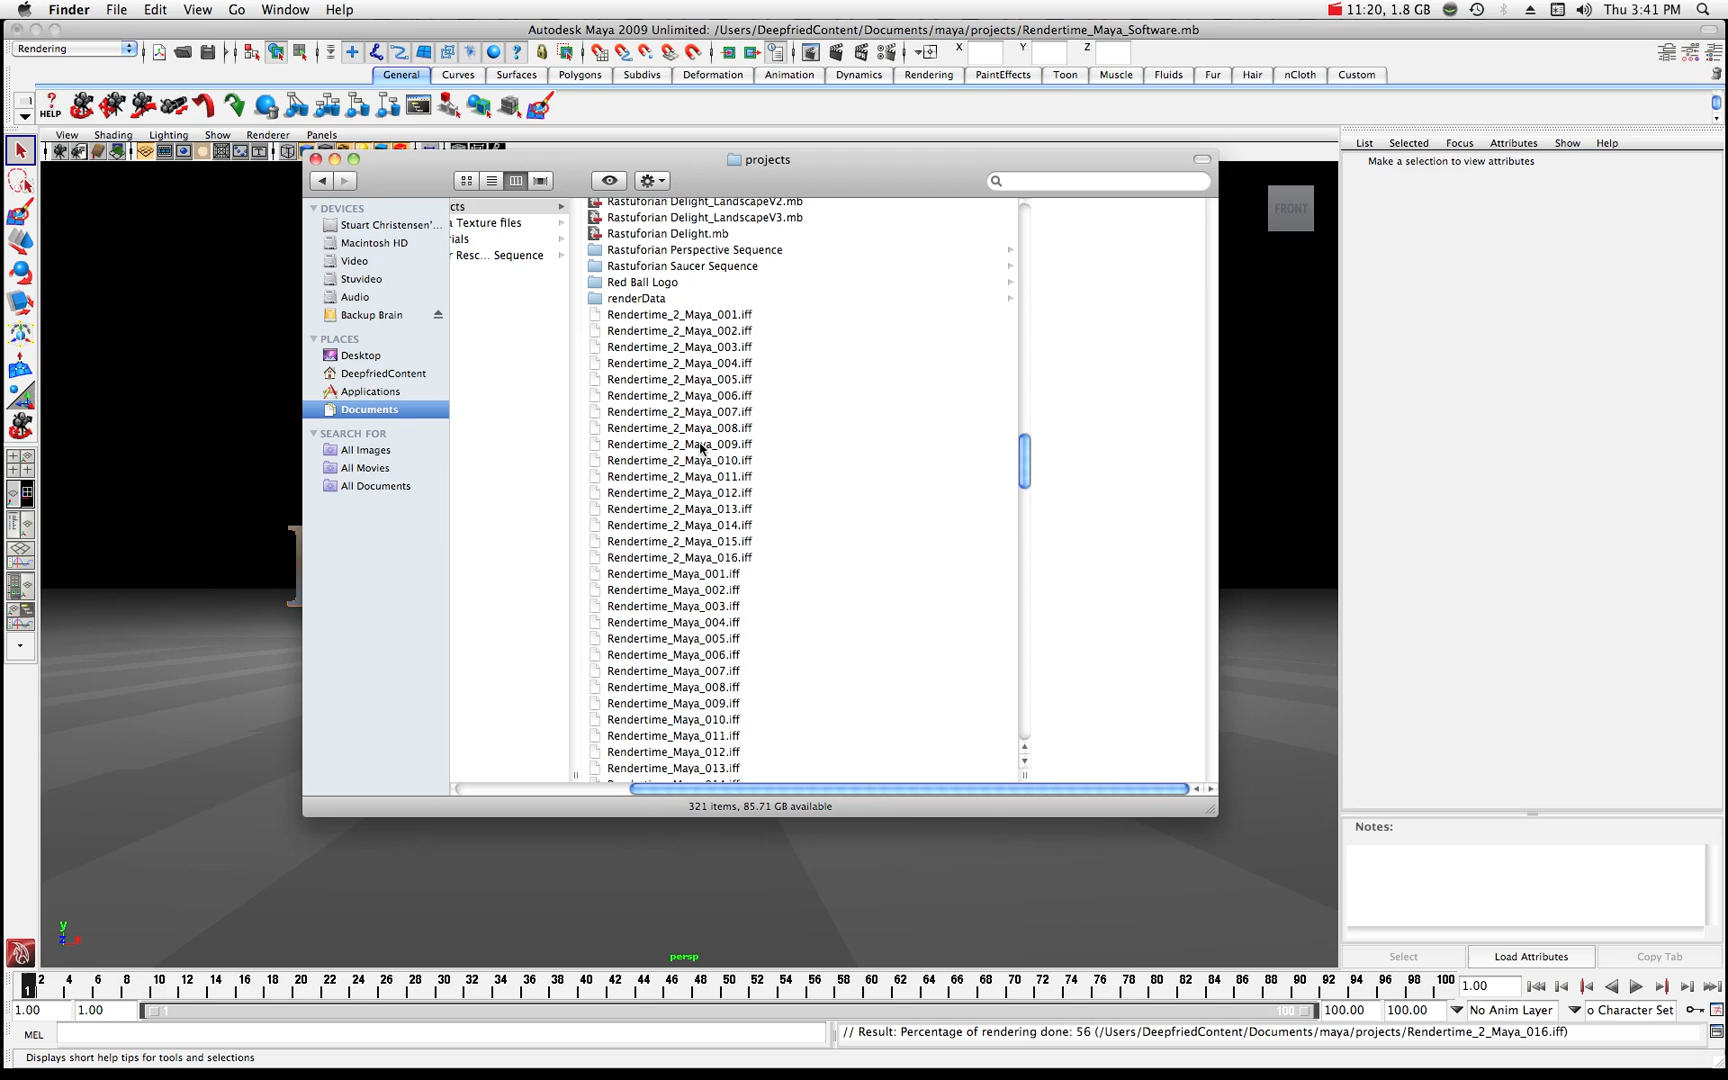 Finder File Edit View Go Window Help 11:20, 1.8 GB Thu 3:41 PM
Autodesk Maya 2009 Unlimited: /Users/DeepfriedContent/Documents/maya/projects/Rendertime_Maya_Software.mb
Rendering X Y Z
General Curves Surfaces Polygons Subdivs Deformation Animation Dynamics Rendering PaintEffects Toon Muscle Fluids Fur Hair nCloth Custom
HELP
View Shading Lighting Show Renderer Panels
List Selected Focus Attributes Show Help
Make a selection to view attributes
projects
DEVICES
Stuart Christensen'...
Macintosh HD
Video
Stuvideo
Audio
Backup Brain
PLACES
Desktop
DeepfriedContent
Applications
Documents
SEARCH FOR
All Images
All Movies
All Documents
cts
a Texture files
ials
r Resc... Sequence
Rastuforian Delight_LandscapeV2.mb
Rastuforian Delight_LandscapeV3.mb
Rastuforian Delight.mb
Rastuforian Perspective Sequence
Rastuforian Saucer Sequence
Red Ball Logo
renderData
Rendertime_2_Maya_001.iff
Rendertime_2_Maya_002.iff
Rendertime_2_Maya_003.iff
Rendertime_2_Maya_004.iff
Rendertime_2_Maya_005.iff
Rendertime_2_Maya_006.iff
Rendertime_2_Maya_007.iff
Rendertime_2_Maya_008.iff
Rendertime_2_Maya_009.iff
Rendertime_2_Maya_010.iff
Rendertime_2_Maya_011.iff
Rendertime_2_Maya_012.iff
Rendertime_2_Maya_013.iff
Rendertime_2_Maya_014.iff
Rendertime_2_Maya_015.iff
Rendertime_2_Maya_016.iff
Rendertime_Maya_001.iff
Rendertime_Maya_002.iff
Rendertime_Maya_003.iff
Rendertime_Maya_004.iff
Rendertime_Maya_005.iff
Rendertime_Maya_006.iff
Rendertime_Maya_007.iff
Rendertime_Maya_008.iff
Rendertime_Maya_009.iff
Rendertime_Maya_010.iff
Rendertime_Maya_011.iff
Rendertime_Maya_012.iff
Rendertime_Maya_013.iff
321 items, 85.71 GB available
FRONT
Notes:
Select Load Attributes Copy Tab
y
z x
persp
1 2 4 6 8 10 12 14 16 18 20 22 24 26 28 30 32 34 36 38 40 42 44 46 48 50 52 54 56 58 60 62 64 66 68 70 72 74 76 78 80 82 84 86 88 90 92 94 96 98 100 1.00
1.00 1.00 1 100 100.00 100.00 No Anim Layer o Character Set
MEL // Result: Percentage of rendering done: 56 (/Users/DeepfriedContent/Documents/maya/projects/Rendertime_2_Maya_016.iff)
Displays short help tips for tools and selections